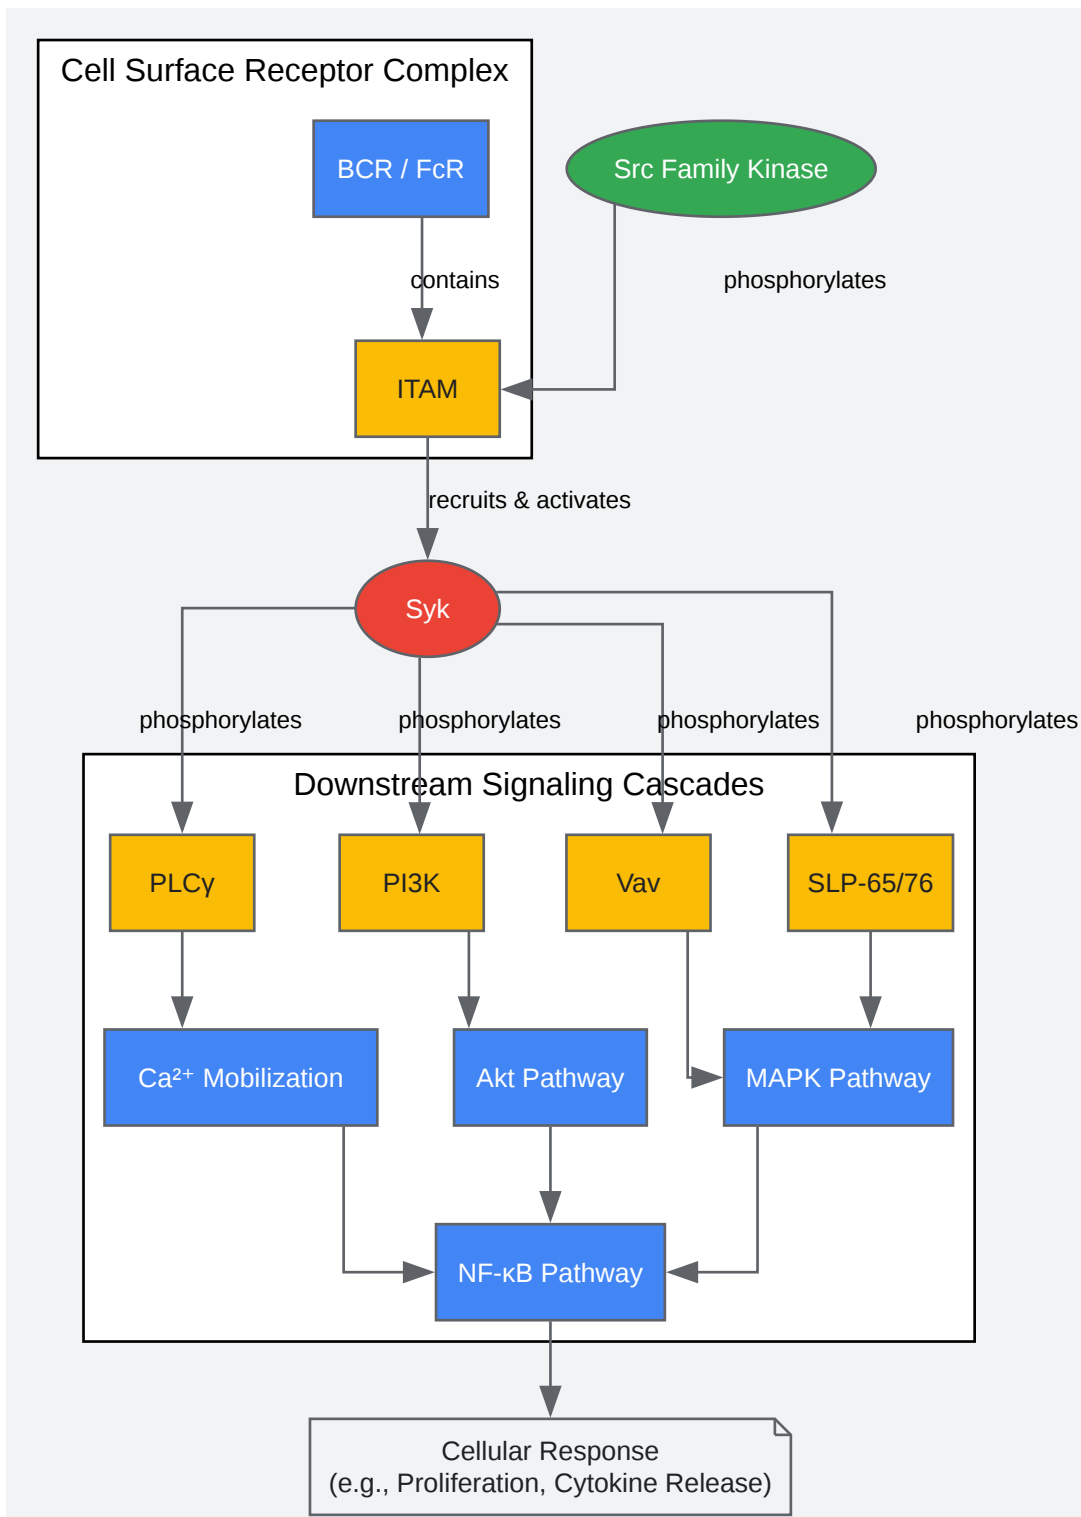 Cell Surface Receptor Complex
BCR / FcR
Src Family Kinase
contains
phosphorylates
ITAM
recruits & activates
Syk
phosphorylates
phosphorylates
phosphorylates
phosphorylates
Downstream Signaling Cascades
PLCγ
PI3K
Vav
SLP-65/76
Ca²⁺ Mobilization
Akt Pathway
MAPK Pathway
NF-κB Pathway
Cellular Response
(e.g., Proliferation, Cytokine Release)